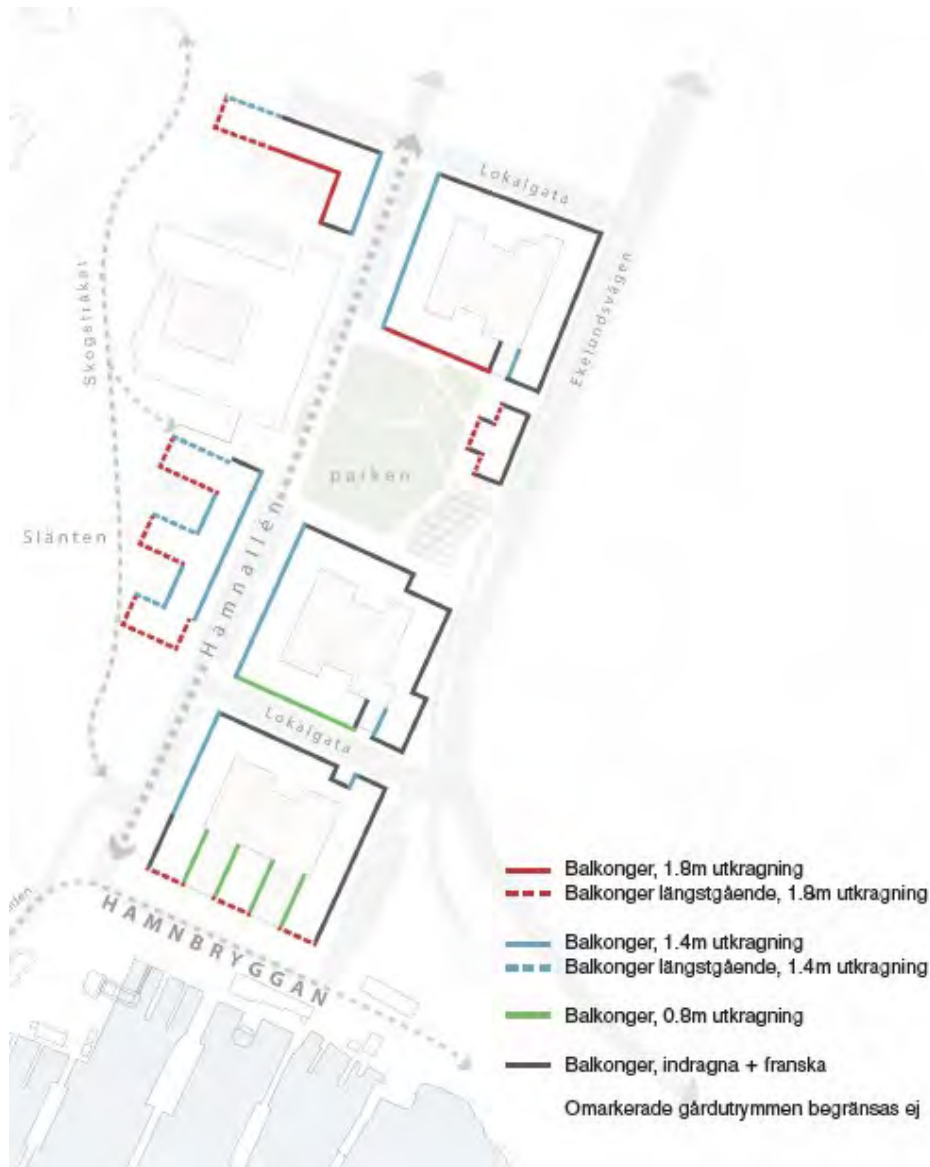 Lokalgata
Ekelundsvägen
Skogstråket
parken
Slänten
Hamnallén
Lokalgata
HAMNBRYGGAN
Balkonger, 1.8m utkragning
Balkonger längstgående, 1.8m utkragning
Balkonger, 1.4m utkragning
Balkonger längstgående, 1.4m utkragning
Balkonger, 0.8m utkragning
Balkonger, indragna + franska
Omarkerade gårdutrymmen begränsas ej